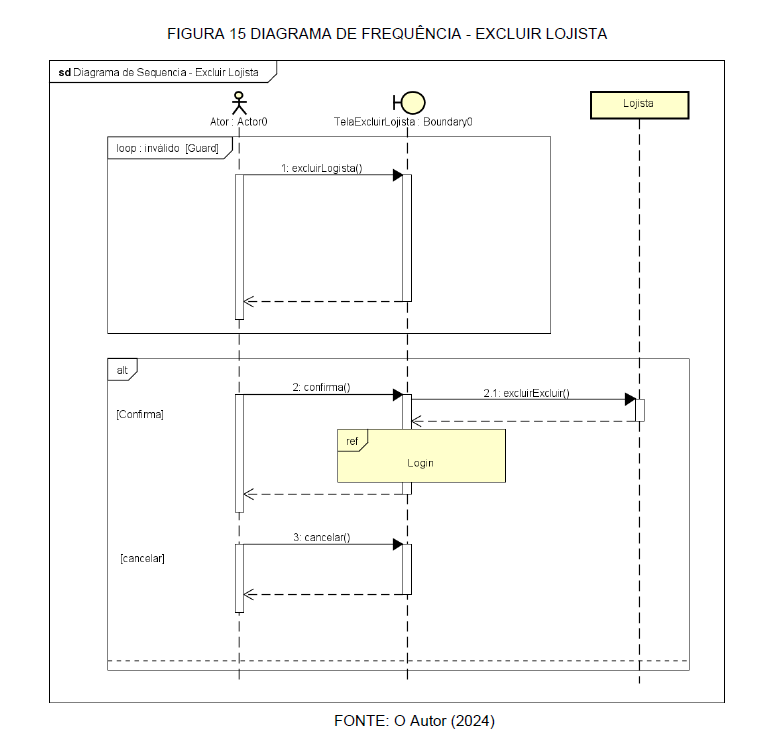 FIGURA 15 DIAGRAMA DE FREQUÊNCIA - EXCLUIR LOJISTA
sd Diagrama de Sequencia - Excluir Lojista
Ator : Actor0
TelaExcluirLojista : Boundary0
Lojista
loop : inválido [Guard]
1: excluirLogista()
alt
2: confirma()
2.1: excluirExcluir()
[Confirma]
ref
Login
3: cancelar()
[cancelar]
FONTE: O Autor (2024)